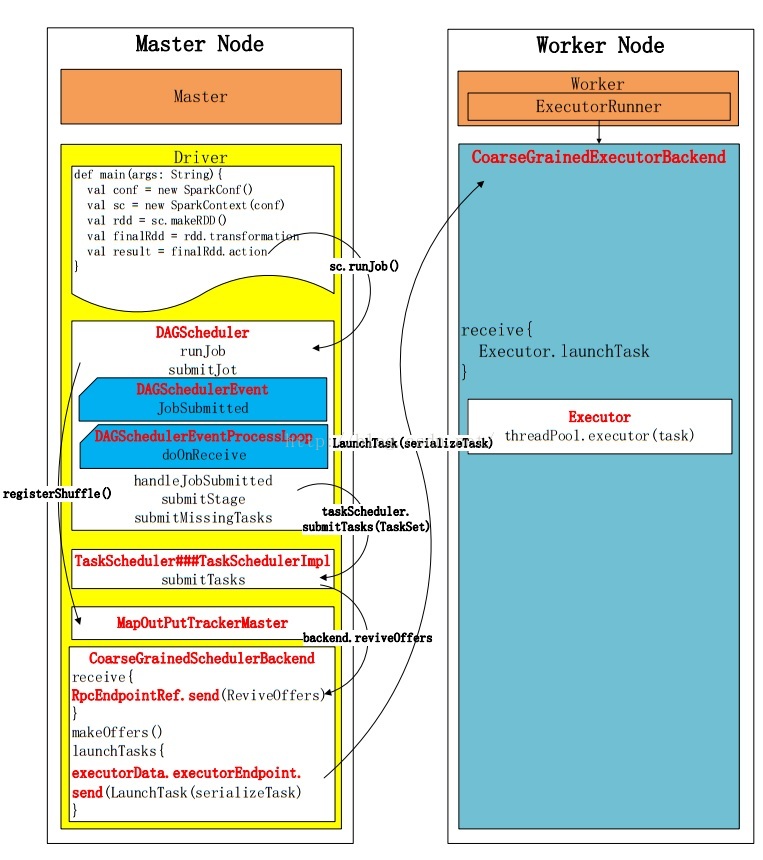 Master Node
Master
Driver
def main(args: String){
val conf = new SparkConf()
val sc = new SparkContext(conf)
val rdd = sc.makeRDD()
val finalRdd = rdd.transformation
val result = finalRdd.action
}
sc.runJob()
DAGScheduler
runJob
submitJot
DAGSchedulerEvent
JobSubmitted
DAGSchedulerEventProcessLoop
doOnReceive
handleJobSubmitted
submitStage
submitMissingTasks
registerShuffle()
taskScheduler.
submitTasks(TaskSet)
TaskScheduler###TaskSchedulerImpl
submitTasks
MapOutPutTrackerMaster
backend.reviveOffers
CoarseGrainedSchedulerBackend
receive{
RpcEndpointRef.send(ReviveOffers)
}
makeOffers()
launchTasks{
executorData.executorEndpoint.
send(LaunchTask(serializeTask)
}
LaunchTask(serializeTask)
Worker Node
Worker
ExecutorRunner
CoarseGrainedExecutorBackend
receive{
Executor.launchTask
}
Executor
threadPool.executor(task)